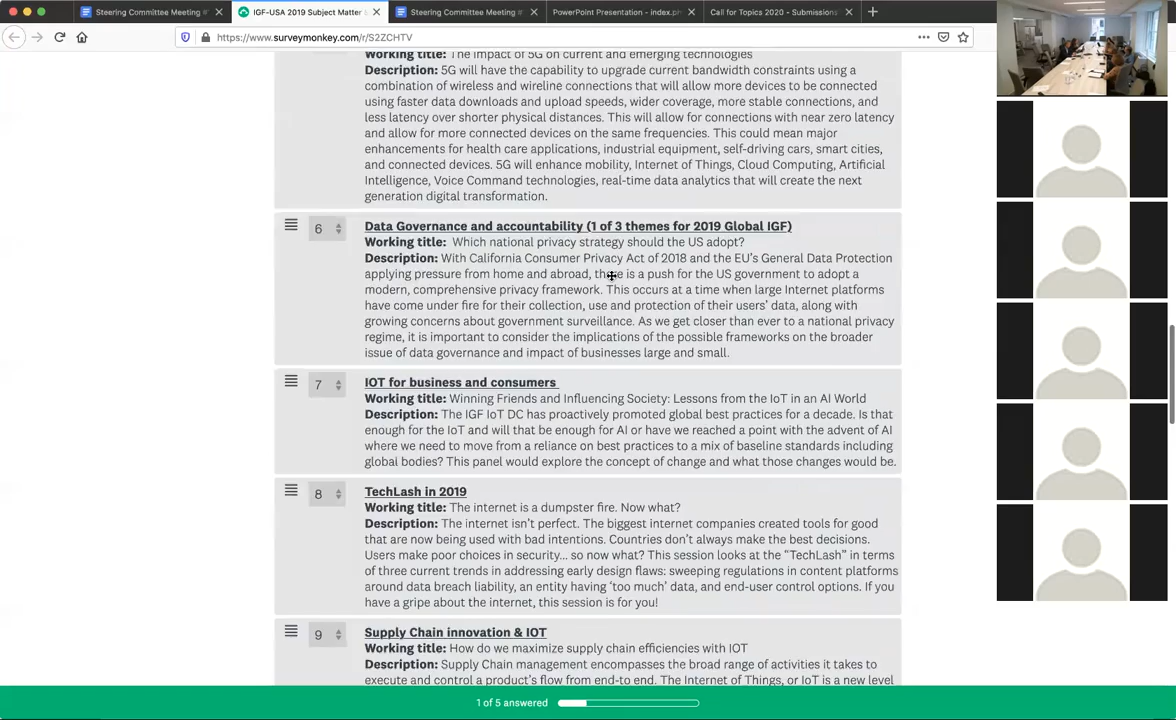 Steering Committee Meeting #
IGF-USA 2019 Subject Matter
Steering Committee Meeting #
PowerPoint Presentation - index.ph
Call for Topics 2020 - Submissions
https://www.surveymonkey.com/r/S2ZCHTV
Working title: The impact of 5G on current and emerging technologies
Description: 5G will have the capability to upgrade current bandwidth constraints using a
combination of wireless and wireline connections that will allow more devices to be connected
using faster data downloads and upload speeds, wider coverage, more stable connections, and
less latency over shorter physical distances. This will allow for connections with near zero latency
and allow for more connected devices on the same frequencies. This could mean major
enhancements for health care applications, industrial equipment, self-driving cars, smart cities,
and connected devices. 5G will enhance mobility, Internet of Things, Cloud Computing, Artificial
Intelligence, Voice Command technologies, real-time data analytics that will create the next
generation digital transformation.
6
Data Governance and accountability (1 of 3 themes for 2019 Global IGF)
Working title: Which national privacy strategy should the US adopt?
Description: With California Consumer Privacy Act of 2018 and the EU's General Data Protection
applying pressure from home and abroad, there is a push for the US government to adopt a
modern, comprehensive privacy framework. This occurs at a time when large Internet platforms
have come under fire for their collection, use and protection of their users' data, along with
growing concerns about government surveillance. As we get closer than ever to a national privacy
regime, it is important to consider the implications of the possible frameworks on the broader
issue of data governance and impact of businesses large and small.
7
IOT for business and consumers
Working title: Winning Friends and Influencing Society: Lessons from the IoT in an AI World
Description: The IGF IoT DC has proactively promoted global best practices for a decade. Is that
enough for the IoT and will that be enough for AI or have we reached a point with the advent of AI
where we need to move from a reliance on best practices to a mix of baseline standards including
global bodies? This panel would explore the concept of change and what those changes would be.
8
TechLash in 2019
Working title: The internet is a dumpster fire. Now what?
Description: The internet isn't perfect. The biggest internet companies created tools for good
that are now being used with bad intentions. Countries don't always make the best decisions.
Users make poor choices in security... so now what? This session looks at the "TechLash" in terms
of three current trends in addressing early design flaws: sweeping regulations in content platforms
around data breach liability, an entity having 'too much' data, and end-user control options. If you
have a gripe about the internet, this session is for you!
9
Supply Chain innovation & IOT
Working title: How do we maximize supply chain efficiencies with IOT
Description: Supply Chain management encompasses the broad range of activities it takes to
execute and control a product's flow from end-to end. The Internet of Things, or IoT is a new level
1 of 5 answered